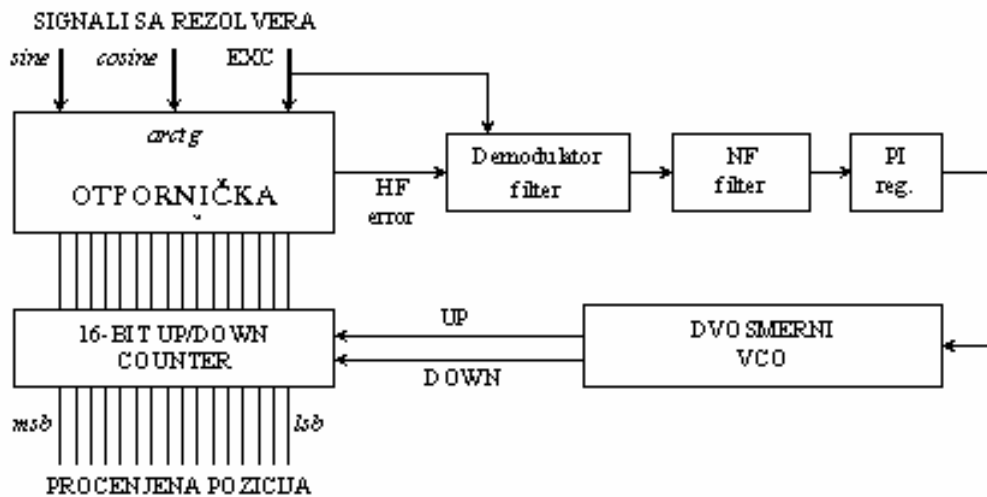 SIGNALI SA REZOLVERA
sine cosine EXC
arctg
OTPORNIČKA
HF
error
Demodulator
filter
NF
filter
PI
reg.
16-BIT UP/DOWN
COUNTER
UP
DOWN
DVOSMERNI
VCO
msb lsb
PROCENJENA POZICIJA